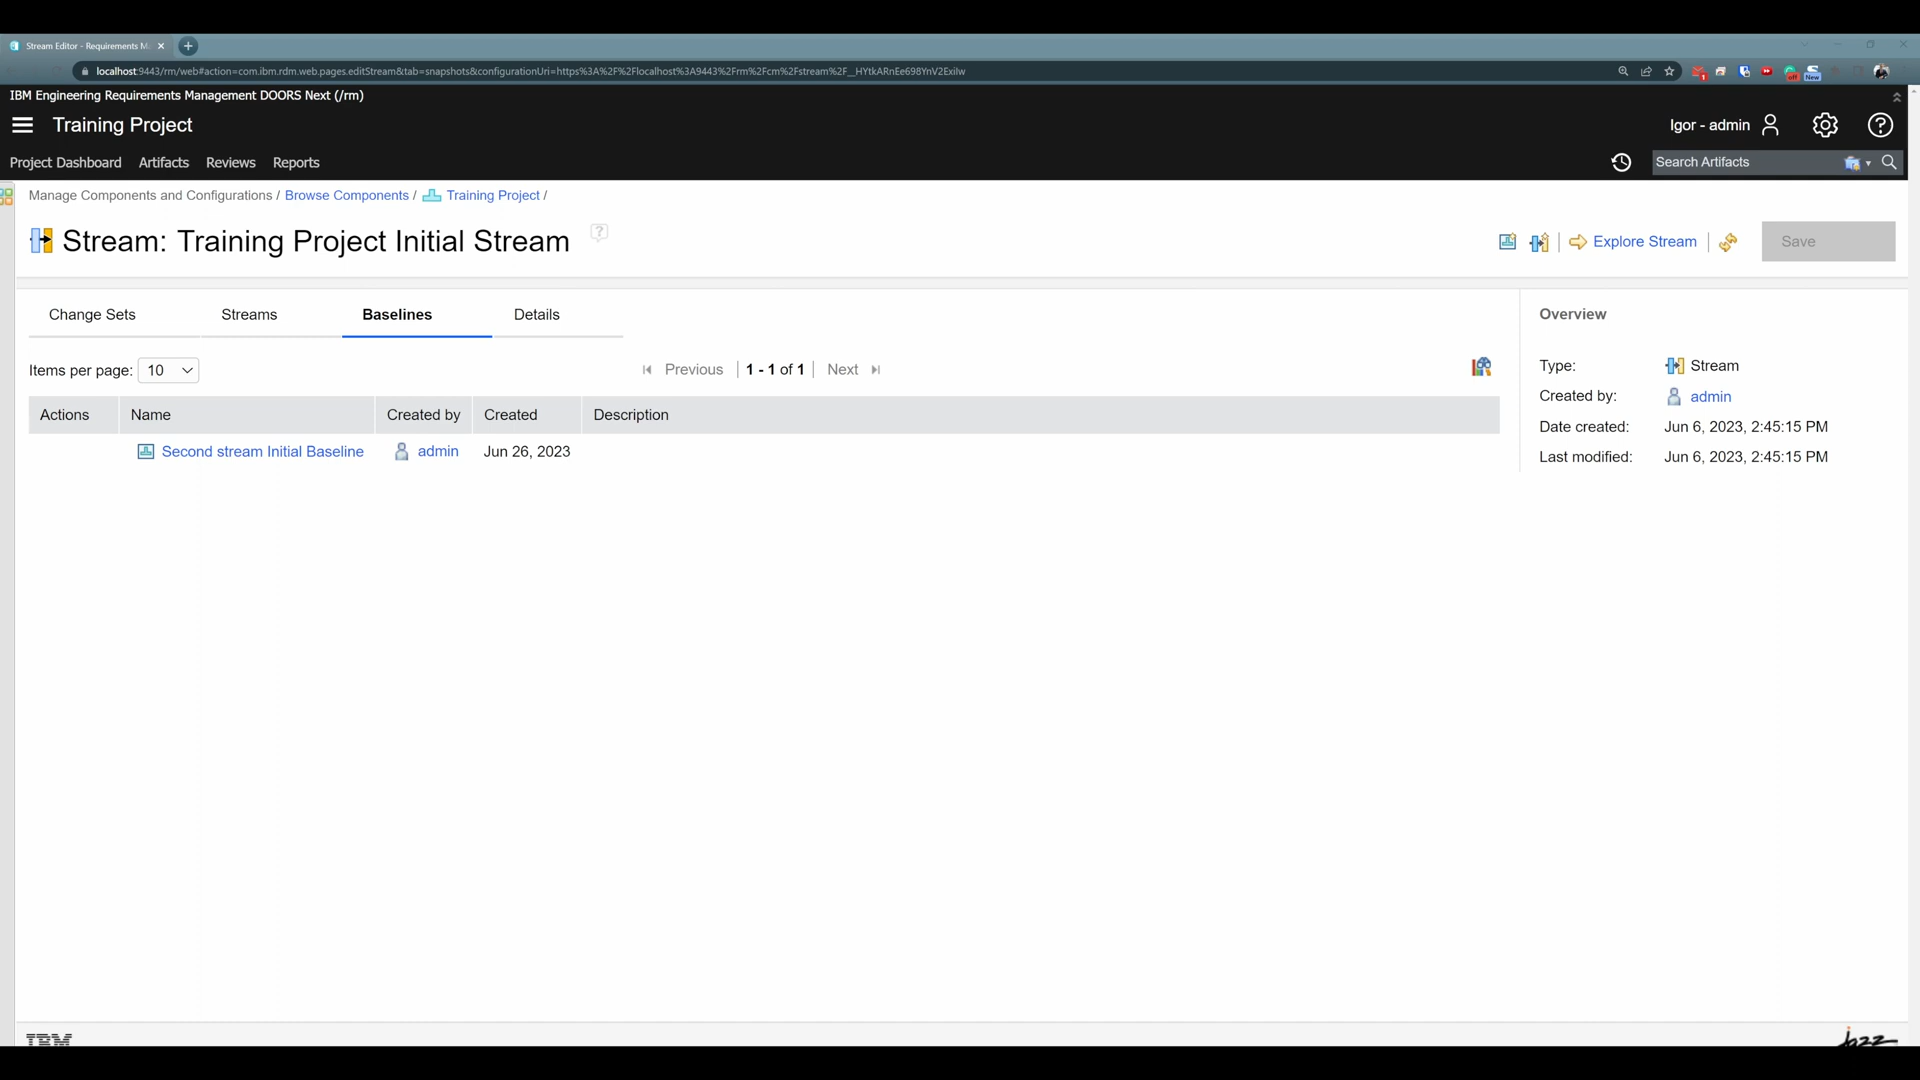 Stream Editor - Requirements M
localhost:9443/rm/web#action=com.ibm.rdm.web.pages.editStream&tab=snapshots&configurationUri=https%3A%2F%2Flocalhost%3A9443%2Frm%2Fcm%2Fstream%2F__HYtkARnEe698YnV2Exilw
off New
IBM Engineering Requirements Management DOORS Next (/rm)
Training Project
Igor - admin
Project Dashboard Artifacts Reviews Reports
Search Artifacts
Manage Components and Configurations / Browse Components / Training Project /
Stream: Training Project Initial Stream ?
Explore Stream
Save
Change Sets Streams Baselines Details
Overview
Items per page: 10
Previous 1 - 1 of 1 Next
Type: Stream
Created by: admin
Date created: Jun 6, 2023, 2:45:15 PM
Last modified: Jun 6, 2023, 2:45:15 PM
Actions Name Created by Created Description
Second stream Initial Baseline admin Jun 26, 2023
IBM
jazz